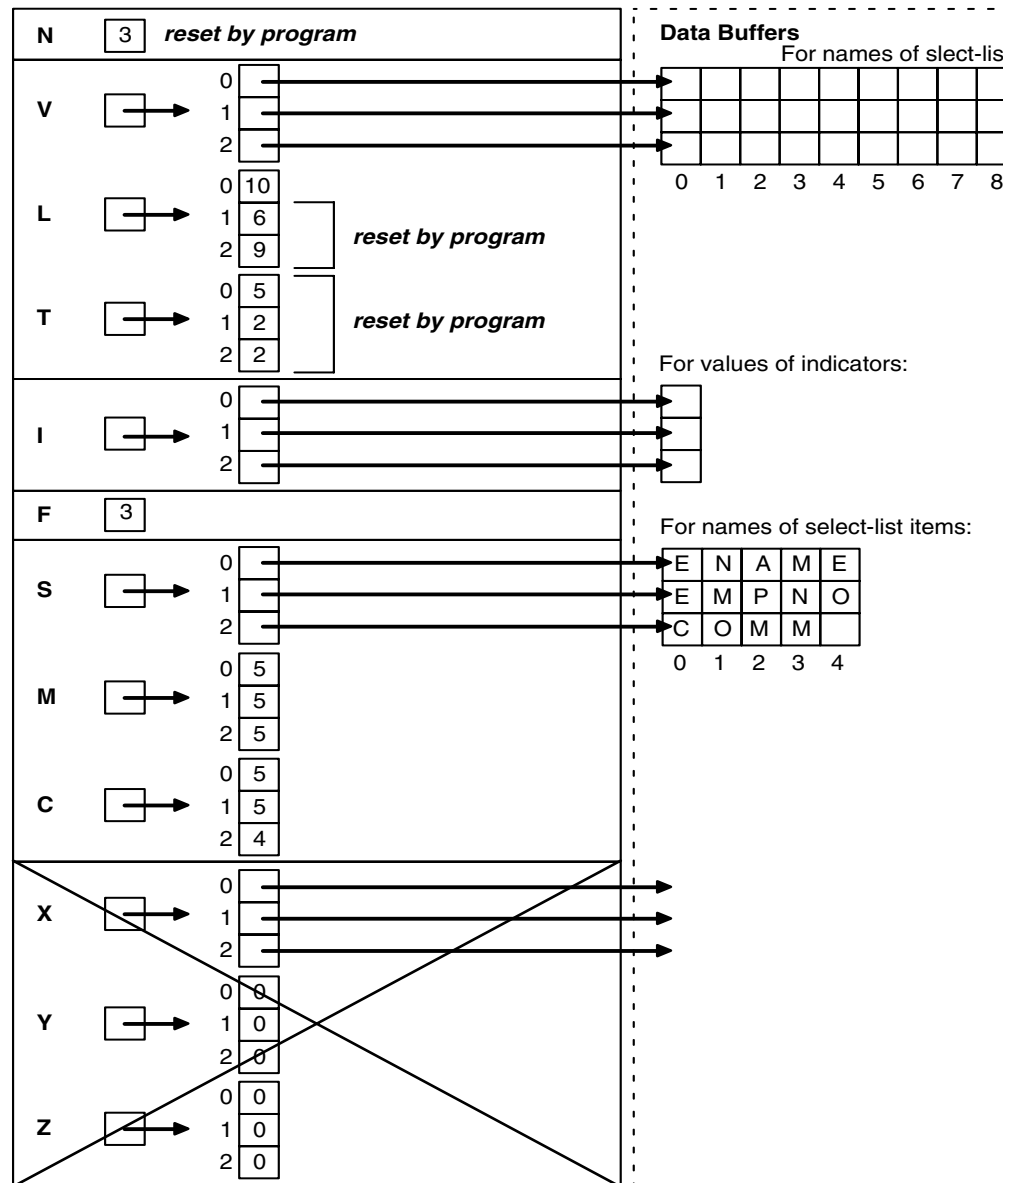 N 3 reset by program
Data Buffers
For names of slect-lis
V
0
1
2
0 1 2 3 4 5 6 7 8
L
0 10
1 6
2 9
reset by program
T
0 5
1 2
2 2
reset by program
For values of indicators:
I
0
1
2
F 3
For names of select-list items:
S
0
1
2
E N A M E
E M P N O
C O M M
0 1 2 3 4
M
0 5
1 5
2 5
C
0 5
1 5
2 4
X
0
1
2
Y
0 0
1 0
2 0
Z
0 0
1 0
2 0